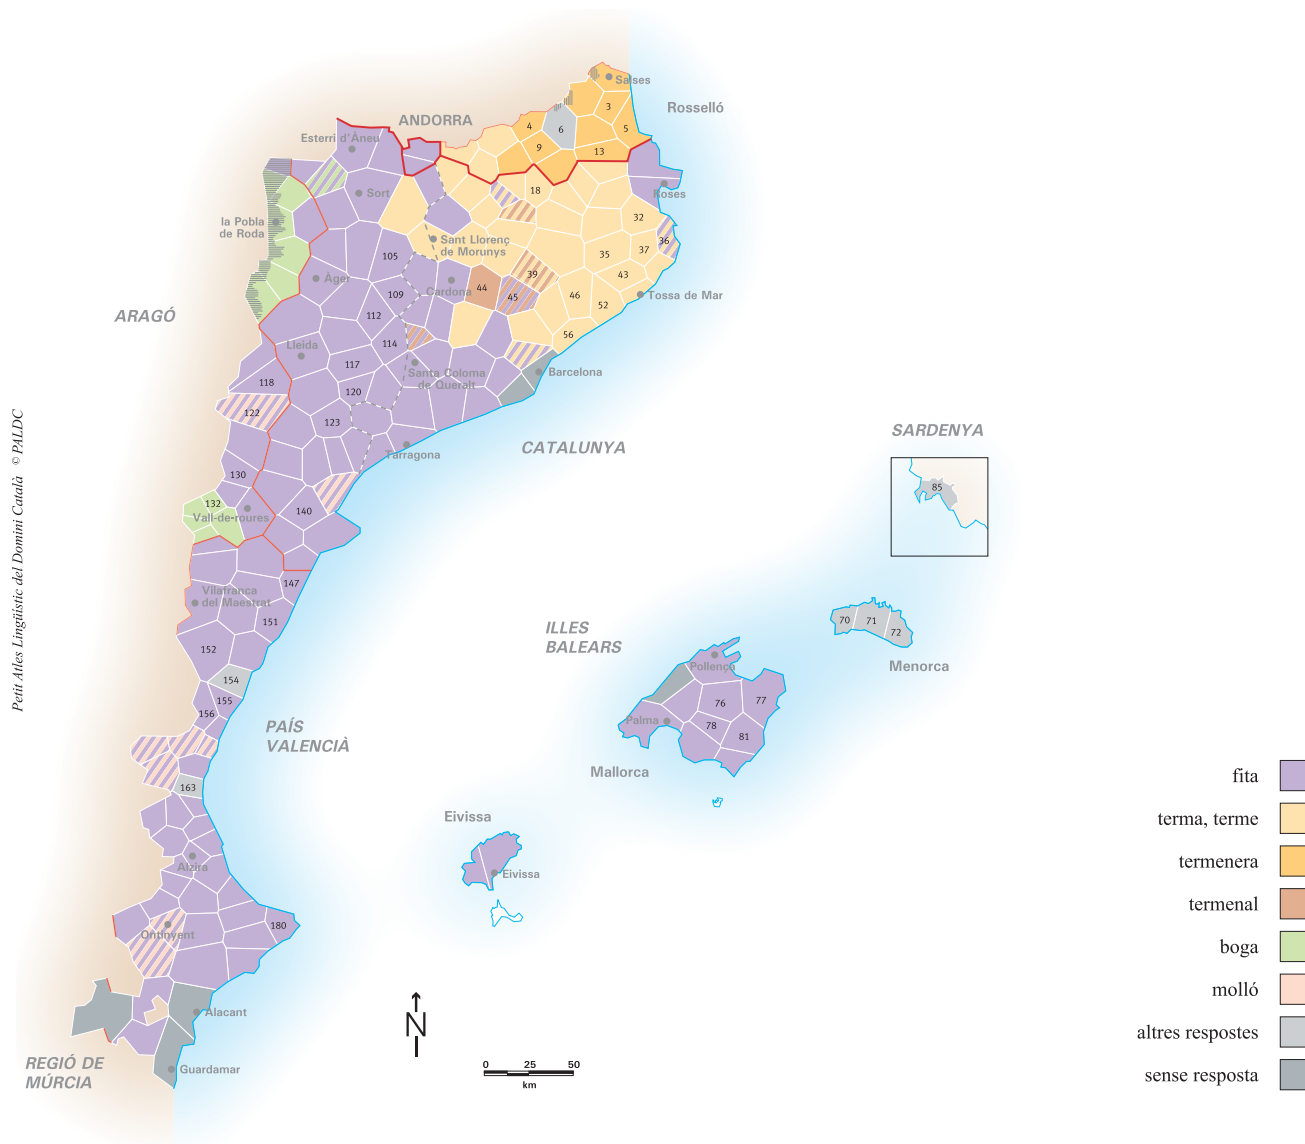 Salses
Rosselló
3
ANDORRA
4
5
6
Esterri d'Àneu
9
13
Sort
18
Roses
la Pobla
de Roda
32
36
Sant Llorenç
de Morunys
37
35
105
Àger
39
43
Cardona
44
45
46
109
Tossa de Mar
52
ARAGÓ
112
56
Lleida
114
117
Santa Coloma
de Queralt
Barcelona
118
120
122
123
SARDENYA
CATALUNYA
Tarragona
130
85
132
140
Vall-de-roures
147
Vilafranca
del Maestrat
151
70
71
72
ILLES
BALEARS
152
Menorca
Pollença
154
155
156
76
77
Palma
78
81
PAÍS
VALENCIÀ
Mallorca
163
Eivissa
Alzira
Eivissa
180
Ontinyent
Alacant
N
REGIÓ DE
MÚRCIA
Guardamar
0 25 50
km
fita
terma, terme
termenera
termenal
boga
molló
altres respostes
sense resposta
Petit Atles Lingüístic del Domini Català © PALDC